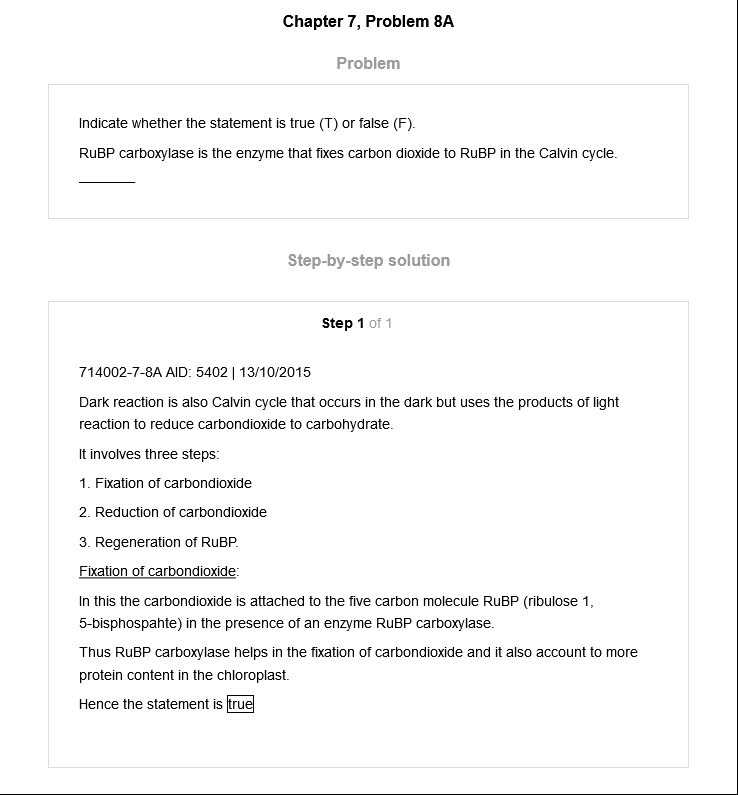 Chapter 7, Problem 8A
Problem
Indicate whether the statement is true (T) or false (F).
RuBP carboxylase is the enzyme that fixes carbon dioxide to RuBP in the Calvin cycle.
________
Step-by-step solution
Step 1 of 1
714002-7-8A AID: 5402 | 13/10/2015
Dark reaction is also Calvin cycle that occurs in the dark but uses the products of light
reaction to reduce carbondioxide to carbohydrate.
It involves three steps:
1. Fixation of carbondioxide
2. Reduction of carbondioxide
3. Regeneration of RuBP.
Fixation of carbondioxide:
In this the carbondioxide is attached to the five carbon molecule RuBP (ribulose 1,
5-bisphospahte) in the presence of an enzyme RuBP carboxylase.
Thus RuBP carboxylase helps in the fixation of carbondioxide and it also account to more
protein content in the chloroplast.
Hence the statement is true